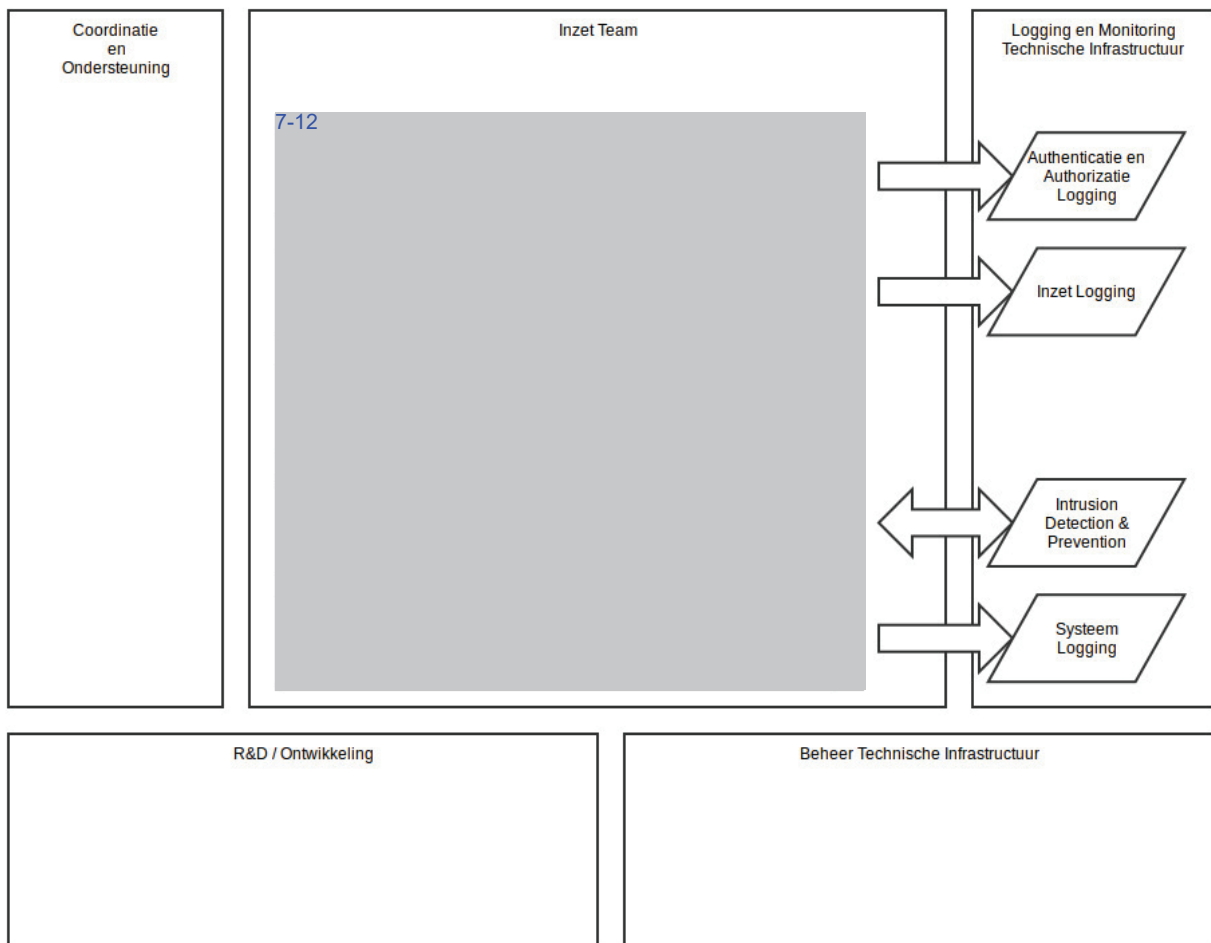 Coordinatie
en
Ondersteuning
Inzet Team
7-12
Logging en Monitoring
Technische Infrastructuur
Authenticatie en
Authorizatie
Logging
Inzet Logging
Intrusion
Detection &
Prevention
Systeem
Logging
R&D / Ontwikkeling
Beheer Technische Infrastructuur